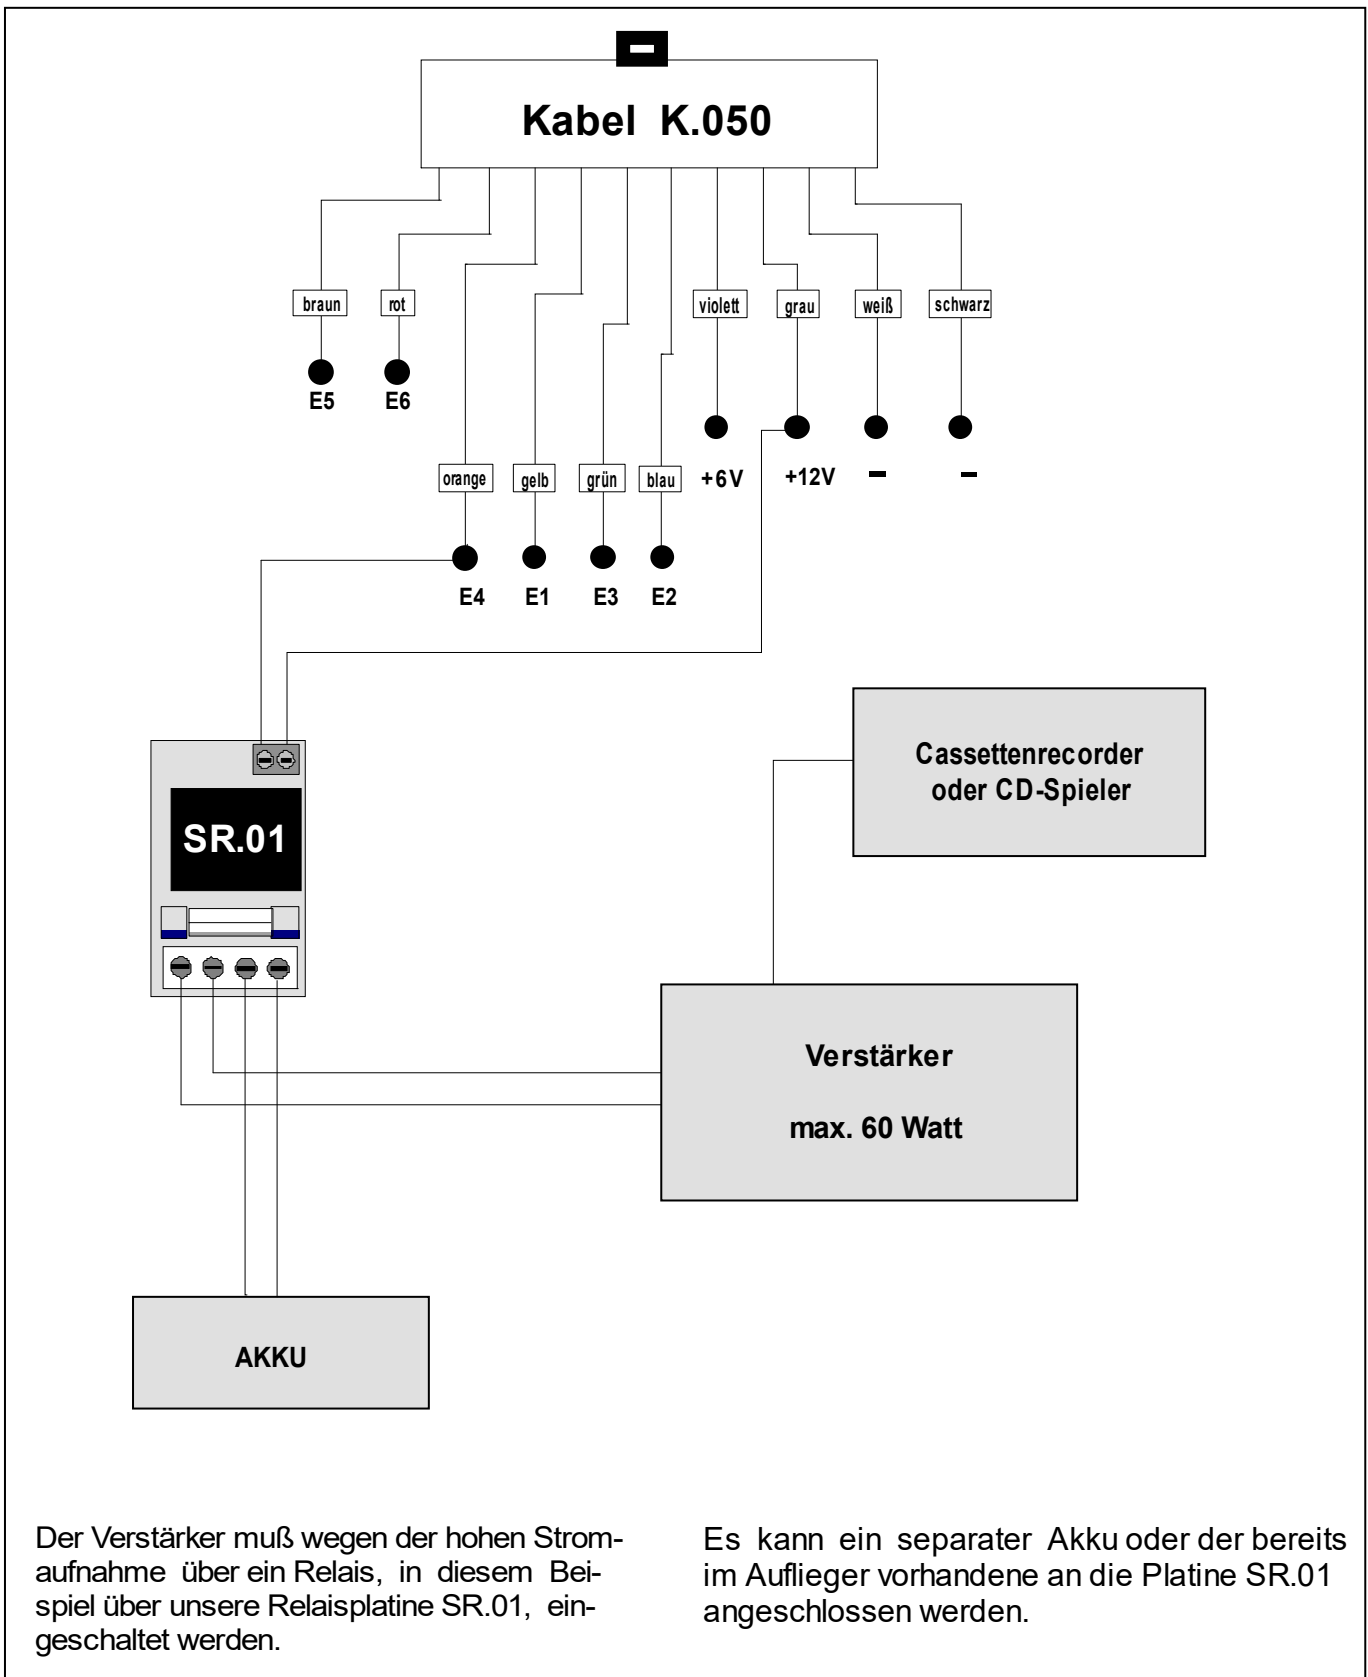 Kabel K.050
braun
rot
violett
grau
weiß
schwarz
E5
E6
orange
gelb
grün
blau
+6V
+12V
–
–
E4
E1
E3
E2
Cassettenrecorder
oder CD-Spieler
SR.01
Verstärker
max. 60 Watt
AKKU
Der Verstärker muß wegen der hohen Strom-
aufnahme über ein Relais, in diesem Bei-
spiel über unsere Relaisplatine SR.01, ein-
geschaltet werden.
Es kann ein separater Akku oder der bereits
im Auflieger vorhandene an die Platine SR.01
angeschlossen werden.